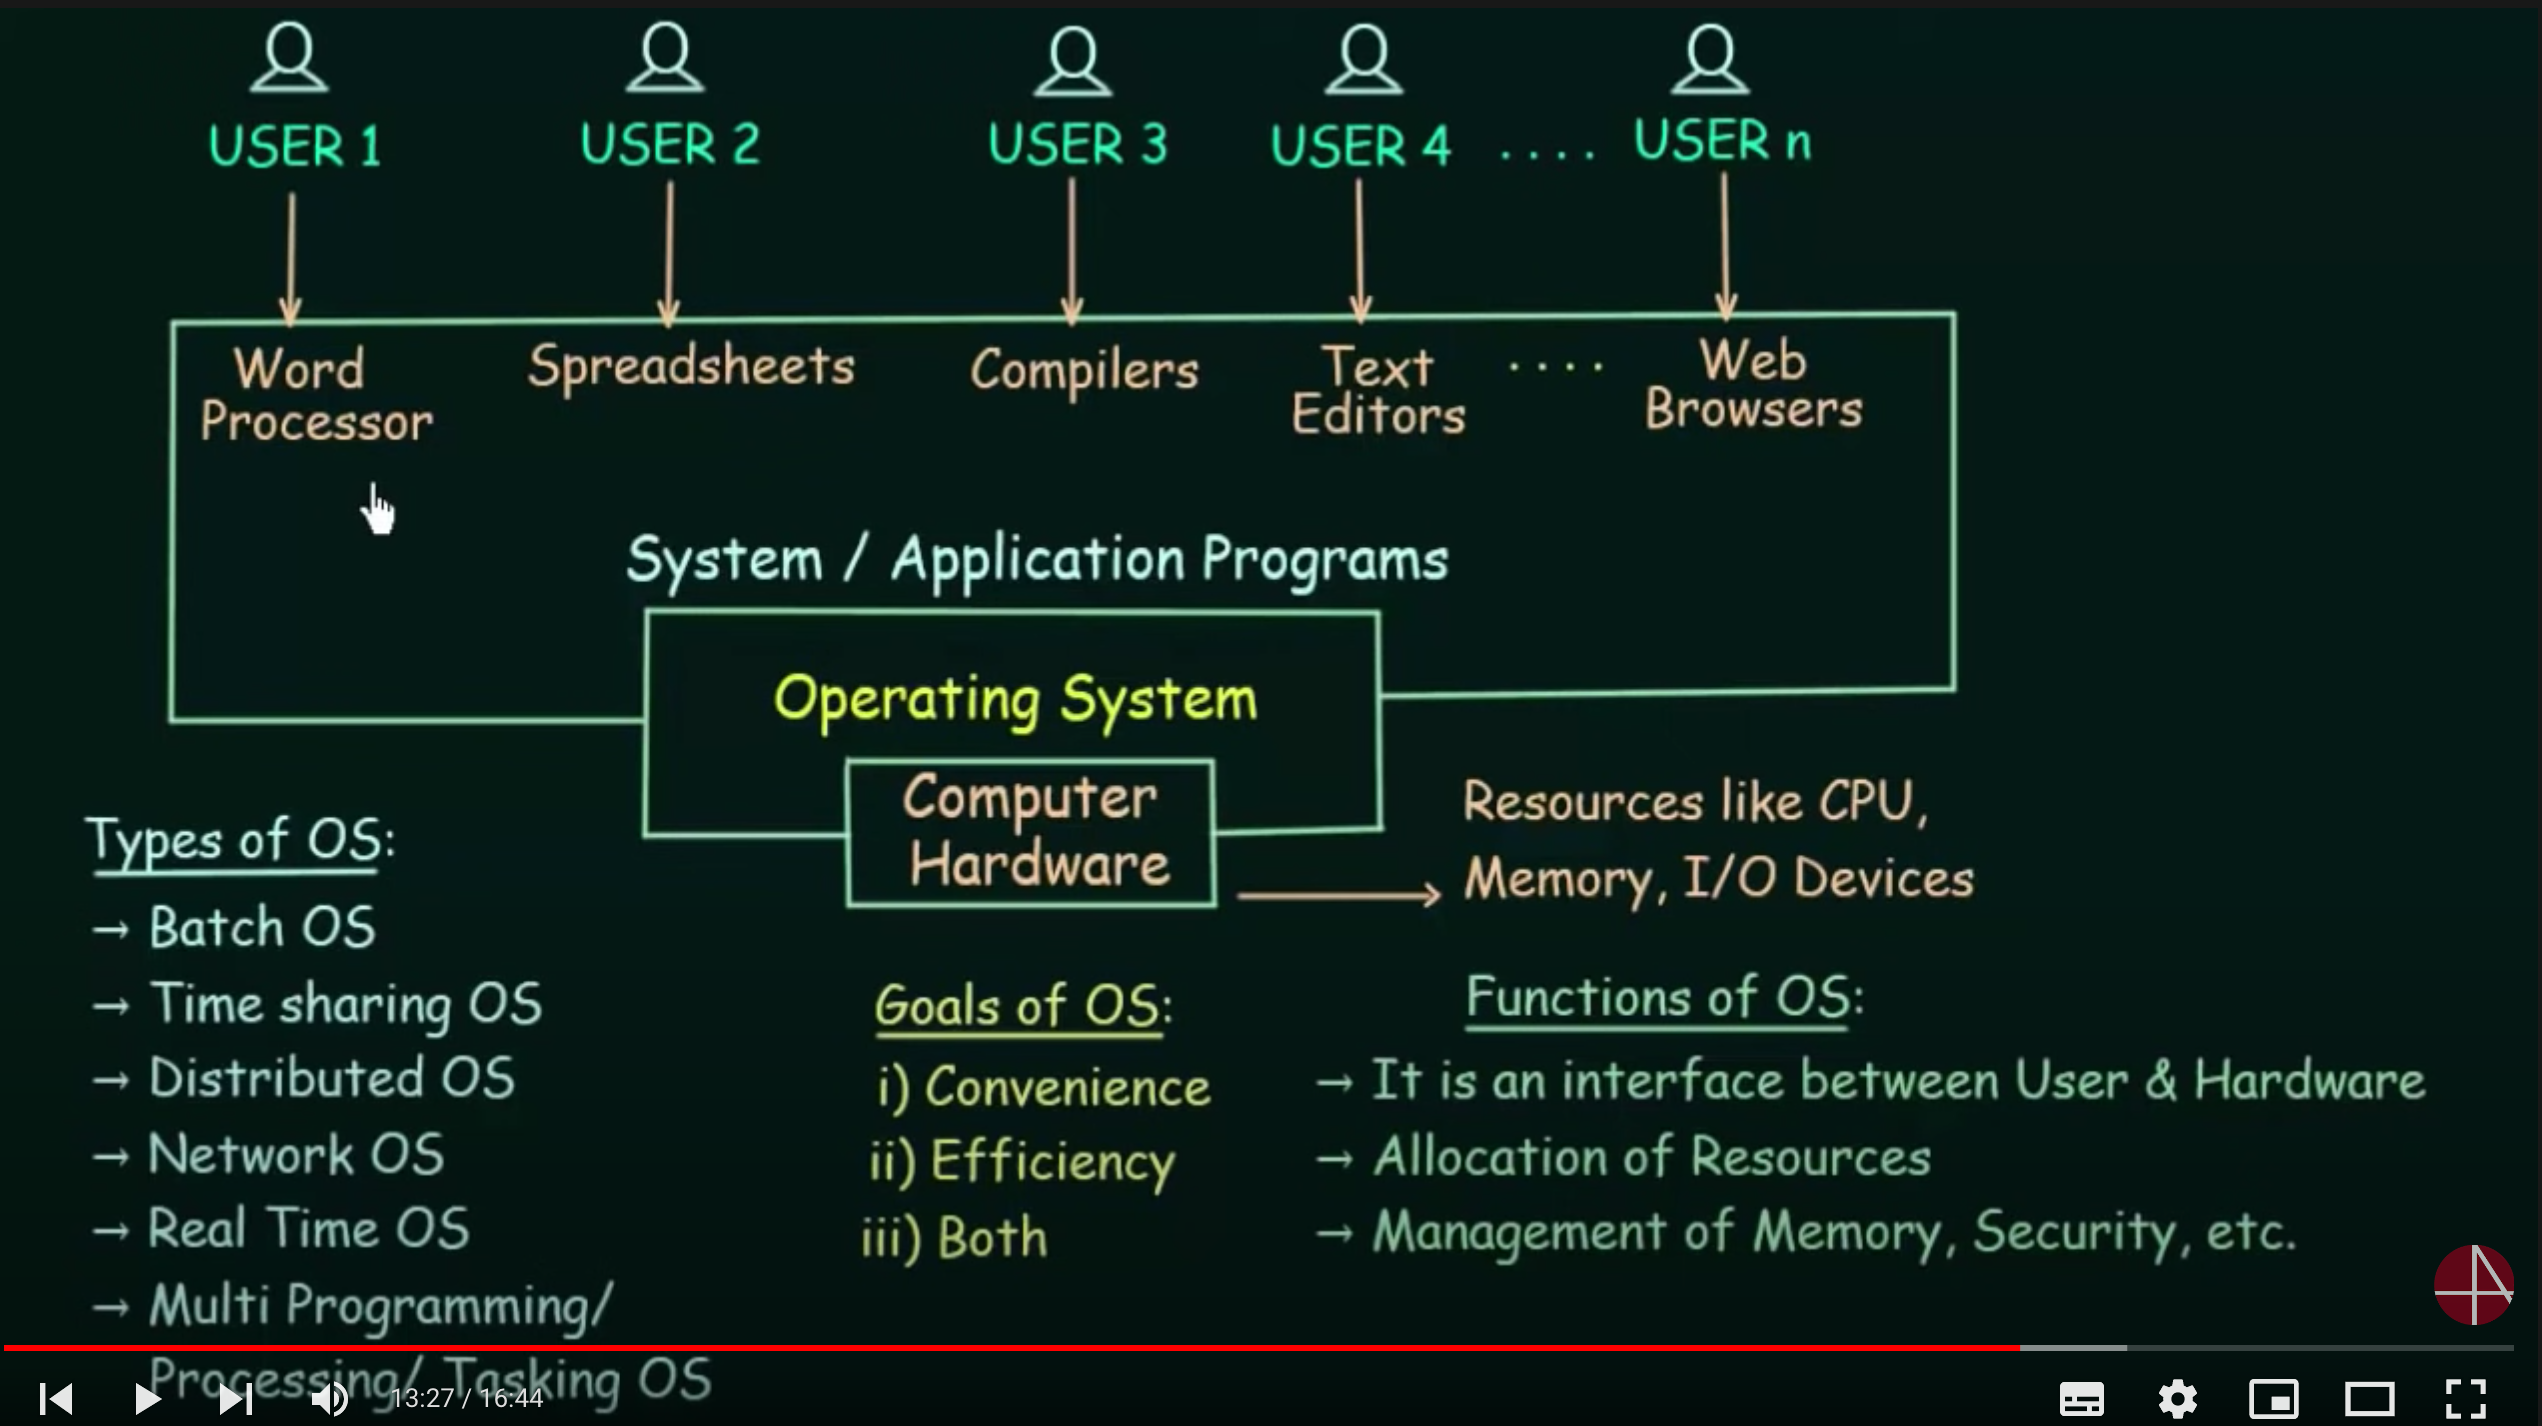 USER 1 USER 2 USER 3 USER 4 .... USER n
Word Processor
Spreadsheets
Compilers
Text Editors
....
Web Browsers
System / Application Programs
Operating System
Computer
Hardware
Resources like CPU,
Memory, I/O Devices
Types of OS:
→ Batch OS
→ Time sharing OS
→ Distributed OS
→ Network OS
→ Real Time OS
→ Multi Programming/
Processing/ Tasking OS
Goals of OS:
i) Convenience
ii) Efficiency
iii) Both
Functions of OS:
→ It is an interface between User & Hardware
→ Allocation of Resources
→ Management of Memory, Security, etc.
13:27 / 16:44